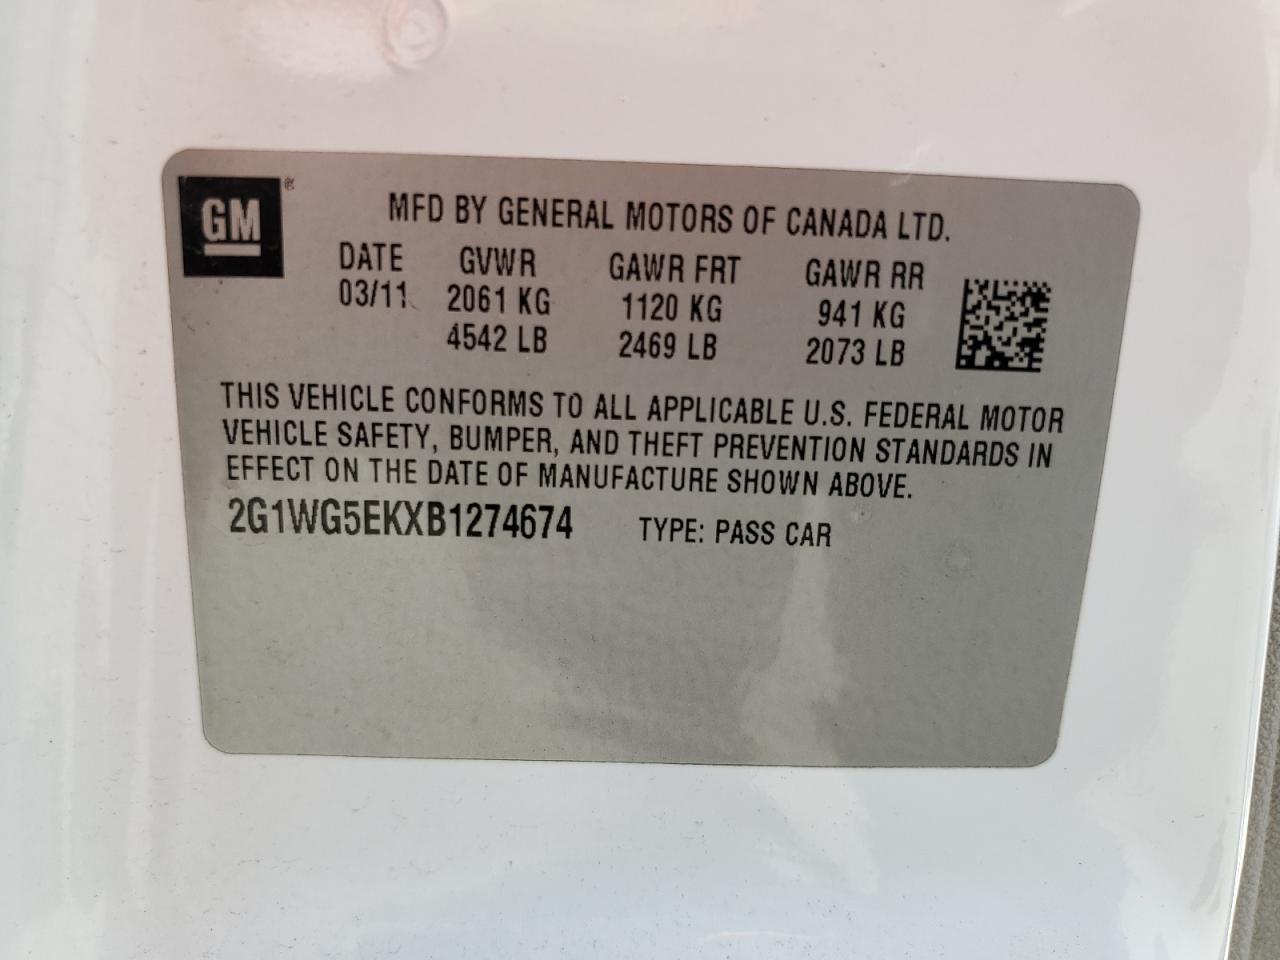 GM®
MFD BY GENERAL MOTORS OF CANADA LTD.
DATE GVWR GAWR FRT GAWR RR
03/11 2061 KG 1120 KG 941 KG
4542 LB 2469 LB 2073 LB
THIS VEHICLE CONFORMS TO ALL APPLICABLE U.S. FEDERAL MOTOR
VEHICLE SAFETY, BUMPER, AND THEFT PREVENTION STANDARDS IN
EFFECT ON THE DATE OF MANUFACTURE SHOWN ABOVE.
2G1WG5EKXB1274674 TYPE: PASS CAR